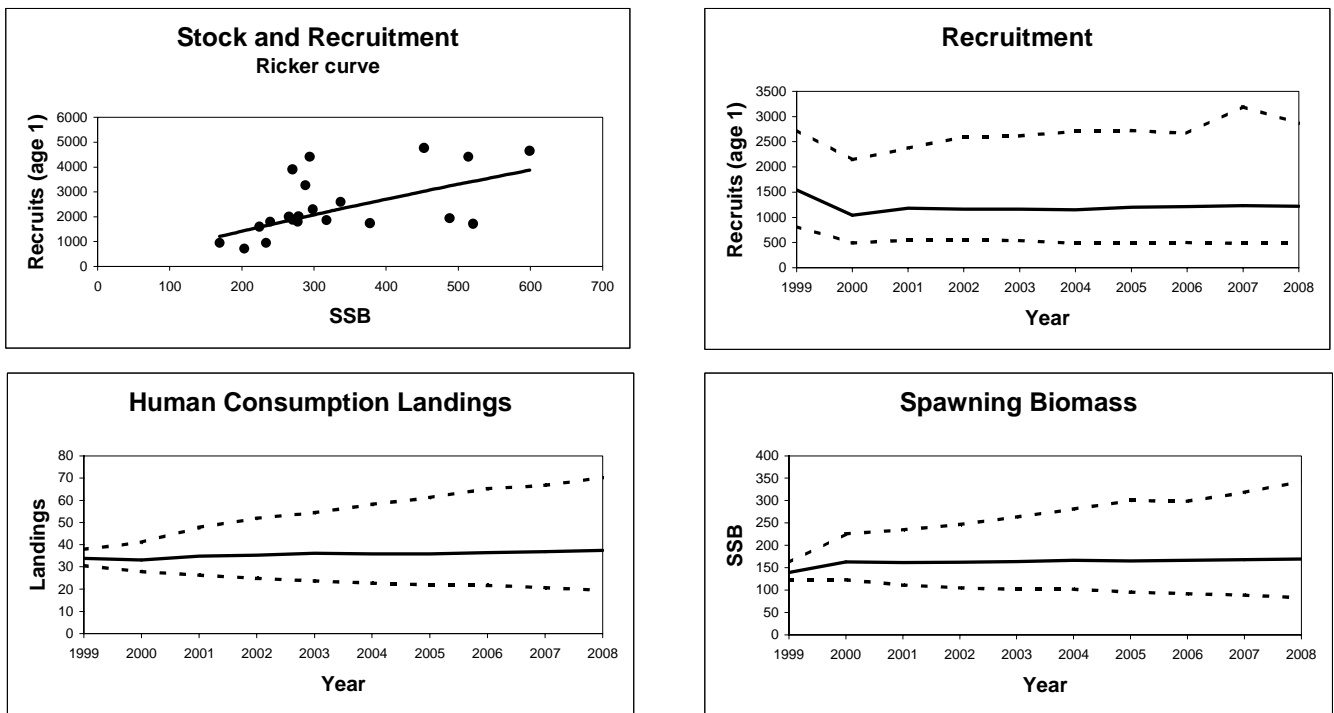 Stock and Recruitment
Ricker curve
Recruits (age 1)
6000
5000
4000
3000
2000
1000
0
0 100 200 300 400 500 600 700
SSB
Recruitment
Recruits (age 1)
3500
3000
2500
2000
1500
1000
500
0
1999 2000 2001 2002 2003 2004 2005 2006 2007 2008
Year
Human Consumption Landings
Landings
80
70
60
50
40
30
20
10
0
1999 2000 2001 2002 2003 2004 2005 2006 2007 2008
Year
Spawning Biomass
SSB
400
350
300
250
200
150
100
50
0
1999 2000 2001 2002 2003 2004 2005 2006 2007 2008
Year